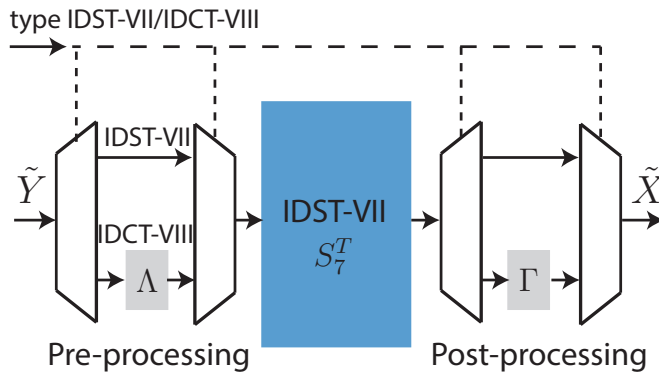 type IDST-VII/IDCT-VIII
IDST-VII
Ỹ
IDCT-VIII
Λ
IDST-VII
S_7^T
Γ
X̃
Pre-processing
Post-processing